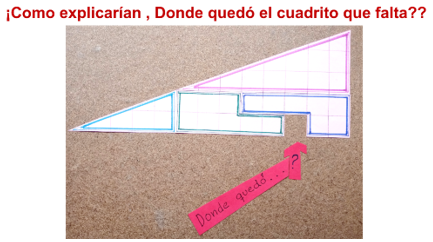 ¡Como explicarían , Donde quedó el cuadrito que falta??
Donde quedó...?